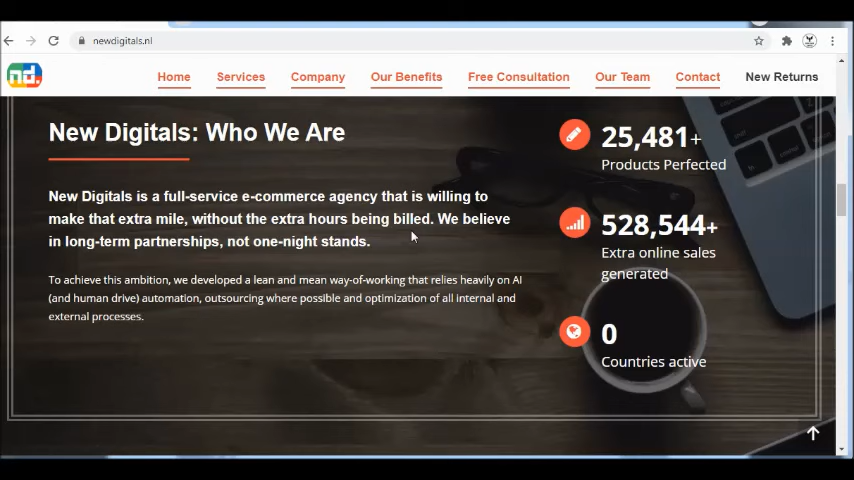 newdigitals.nl
nd.
Home Services Company Our Benefits Free Consultation Our Team Contact New Returns
New Digitals: Who We Are
New Digitals is a full-service e-commerce agency that is willing to
make that extra mile, without the extra hours being billed. We believe
in long-term partnerships, not one-night stands.
To achieve this ambition, we developed a lean and mean way-of-working that relies heavily on AI
(and human drive) automation, outsourcing where possible and optimization of all internal and
external processes.
25,481+
Products Perfected
528,544+
Extra online sales
generated
0
Countries active